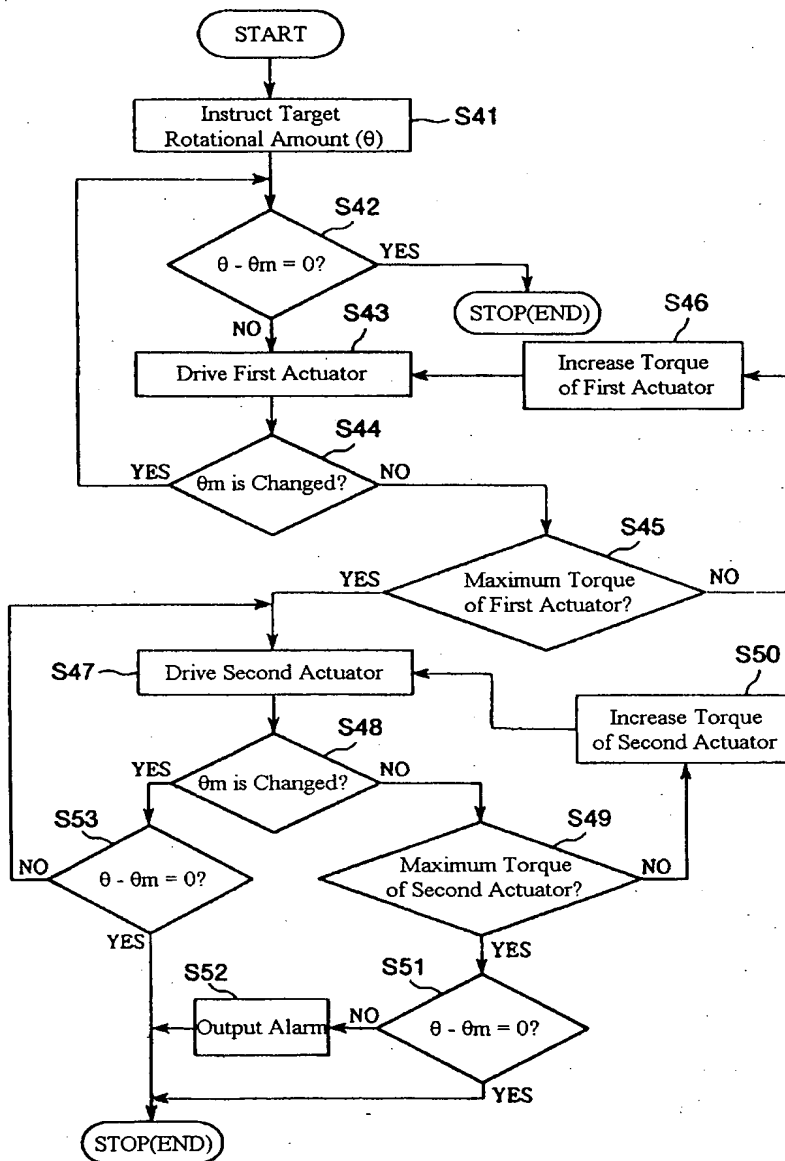 START
Instruct Target
Rotational Amount (θ)
S41
S42
θ - θm = 0?
YES
STOP(END)
NO
S43
Drive First Actuator
S46
Increase Torque
of First Actuator
S44
YES
θm is Changed?
NO
S45
YES
Maximum Torque
of First Actuator?
NO
S47
Drive Second Actuator
S50
Increase Torque
of Second Actuator
S48
YES
θm is Changed?
NO
S53
NO
θ - θm = 0?
YES
S49
Maximum Torque
of Second Actuator?
NO
YES
S52
Output Alarm
S51
NO
θ - θm = 0?
YES
STOP(END)